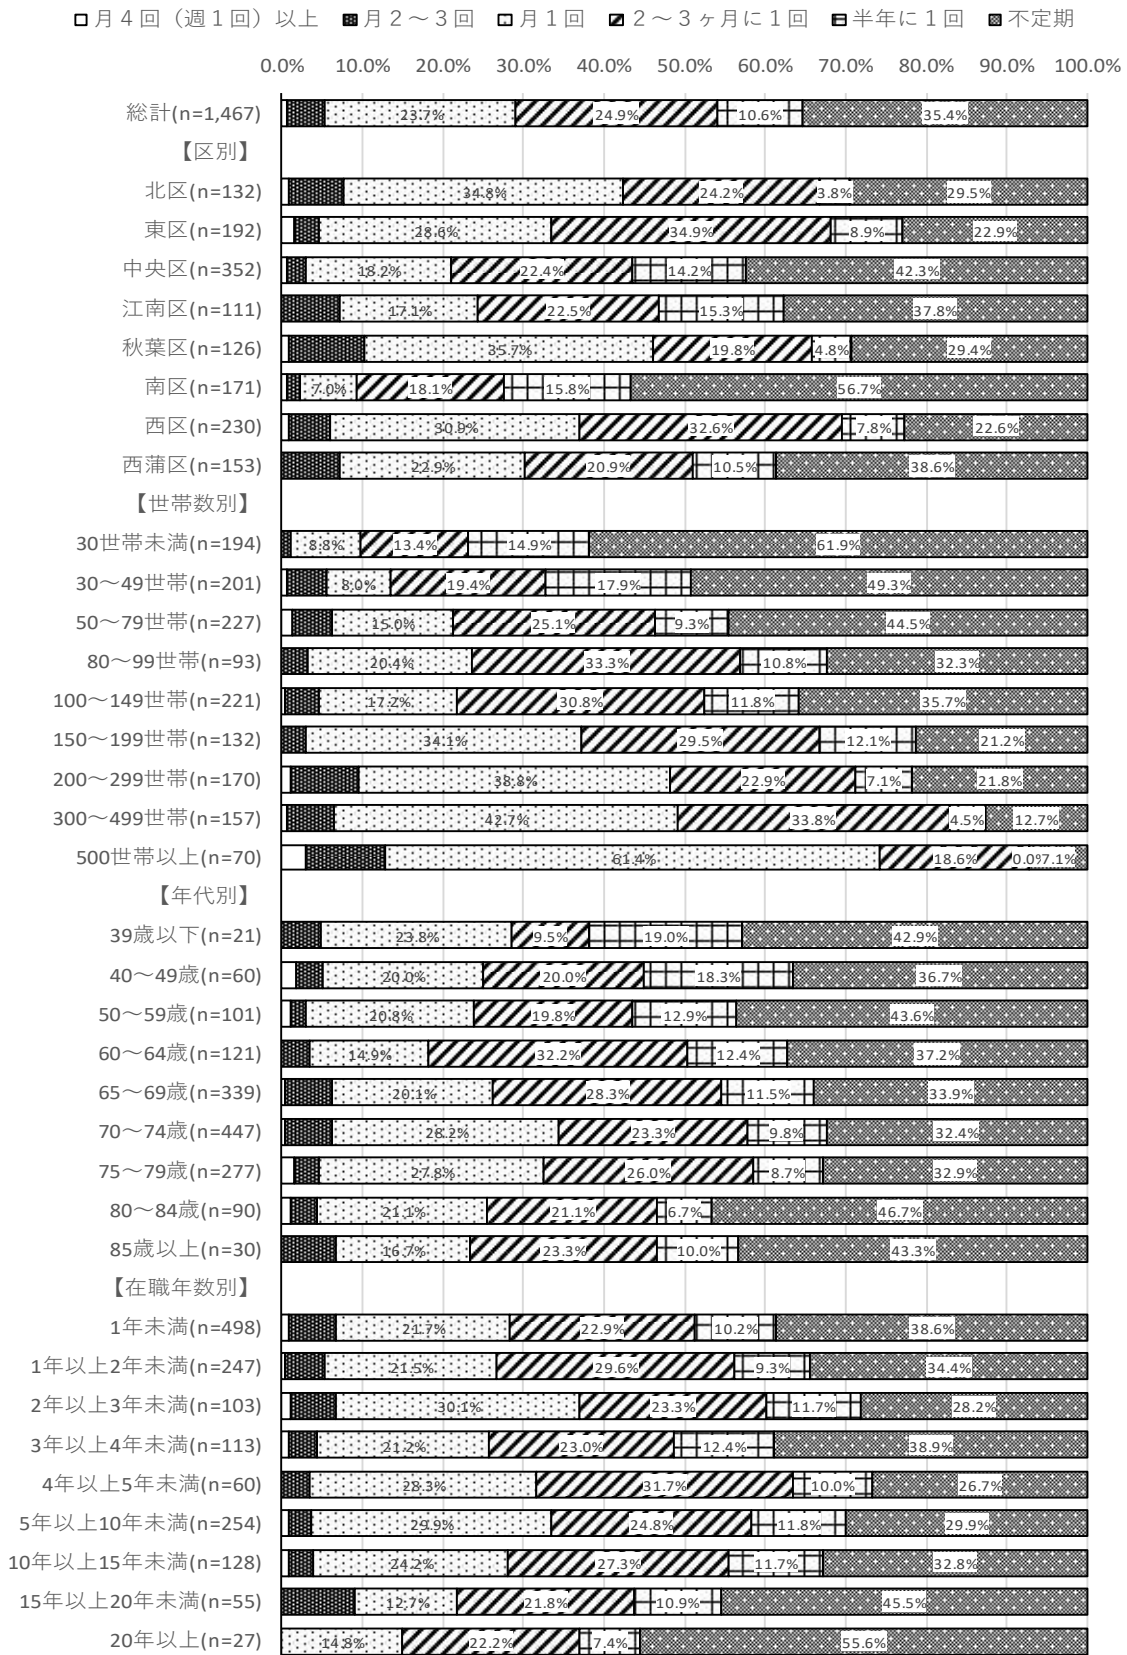 月４回（週１回）以上 月２～３回 月１回 ２～３ヶ月に１回 半年に１回 不定期
0.0% 10.0% 20.0% 30.0% 40.0% 50.0% 60.0% 70.0% 80.0% 90.0% 100.0%
総計(n=1,467) 23.7% 24.9% 10.6% 35.4%
【区別】
北区(n=132) 34.8% 24.2% 3.8% 29.5%
東区(n=192) 28.6% 34.9% 8.9% 22.9%
中央区(n=352) 18.2% 22.4% 14.2% 42.3%
江南区(n=111) 17.1% 22.5% 15.3% 37.8%
秋葉区(n=126) 35.7% 19.8% 4.8% 29.4%
南区(n=171) 7.0% 18.1% 15.8% 56.7%
西区(n=230) 30.9% 32.6% 7.8% 22.6%
西蒲区(n=153) 22.9% 20.9% 10.5% 38.6%
【世帯数別】
30世帯未満(n=194) 8.8% 13.4% 14.9% 61.9%
30～49世帯(n=201) 8.0% 19.4% 17.9% 49.3%
50～79世帯(n=227) 15.0% 25.1% 9.3% 44.5%
80～99世帯(n=93) 20.4% 33.3% 10.8% 32.3%
100～149世帯(n=221) 17.2% 30.8% 11.8% 35.7%
150～199世帯(n=132) 34.1% 29.5% 12.1% 21.2%
200～299世帯(n=170) 38.8% 22.9% 7.1% 21.8%
300～499世帯(n=157) 42.7% 33.8% 4.5% 12.7%
500世帯以上(n=70) 61.4% 18.6% 0.0% 7.1%
【年代別】
39歳以下(n=21) 23.8% 9.5% 19.0% 42.9%
40～49歳(n=60) 20.0% 20.0% 18.3% 36.7%
50～59歳(n=101) 20.8% 19.8% 12.9% 43.6%
60～64歳(n=121) 14.9% 32.2% 12.4% 37.2%
65～69歳(n=339) 20.1% 28.3% 11.5% 33.9%
70～74歳(n=447) 28.2% 23.3% 9.8% 32.4%
75～79歳(n=277) 27.8% 26.0% 8.7% 32.9%
80～84歳(n=90) 21.1% 21.1% 6.7% 46.7%
85歳以上(n=30) 16.7% 23.3% 10.0% 43.3%
【在職年数別】
1年未満(n=498) 21.7% 22.9% 10.2% 38.6%
1年以上2年未満(n=247) 21.5% 29.6% 9.3% 34.4%
2年以上3年未満(n=103) 30.1% 23.3% 11.7% 28.2%
3年以上4年未満(n=113) 21.2% 23.0% 12.4% 38.9%
4年以上5年未満(n=60) 28.3% 31.7% 10.0% 26.7%
5年以上10年未満(n=254) 29.9% 24.8% 11.8% 29.9%
10年以上15年未満(n=128) 24.2% 27.3% 11.7% 32.8%
15年以上20年未満(n=55) 12.7% 21.8% 10.9% 45.5%
20年以上(n=27) 14.8% 22.2% 7.4% 55.6%